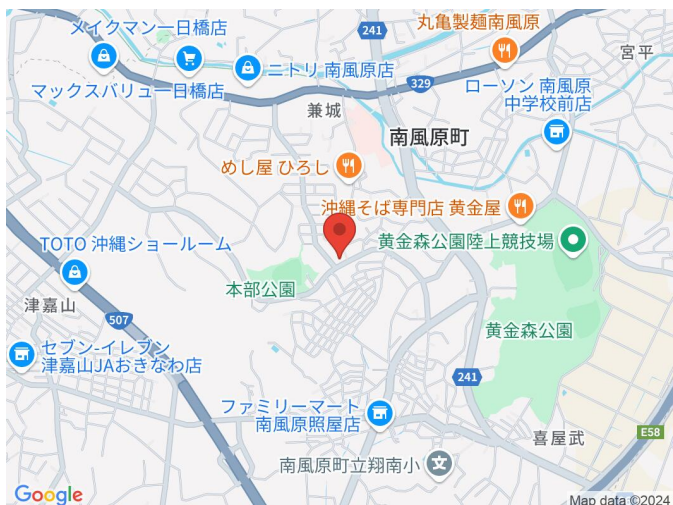 メイクマン一日橋店
マックスバリュ一日橋店
ニトリ 南風原店
241
丸亀製麺南風原
宮平
329
ローソン 南風原
中学校前店
兼城
南風原町
めし屋 ひろし
沖縄そば専門店 黄金屋
TOTO 沖縄ショールーム
黄金森公園陸上競技場
本部公園
津嘉山
507
黄金森公園
セブン-イレブン
津嘉山JAおきなわ店
241
ファミリーマート
南風原照屋店
喜屋武
E58
南風原町立翔南小
文
Google
Map data ©2024